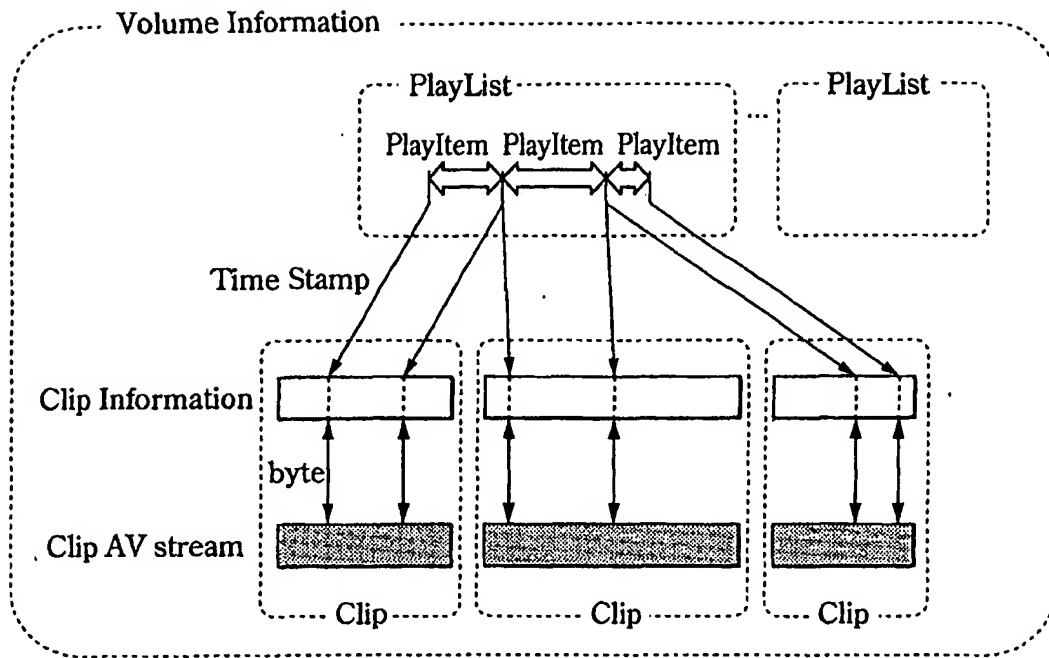 Volume Information
PlayList
...
PlayList
PlayItem PlayItem PlayItem
Time Stamp
Clip Information
byte
Clip AV stream
Clip
Clip
Clip